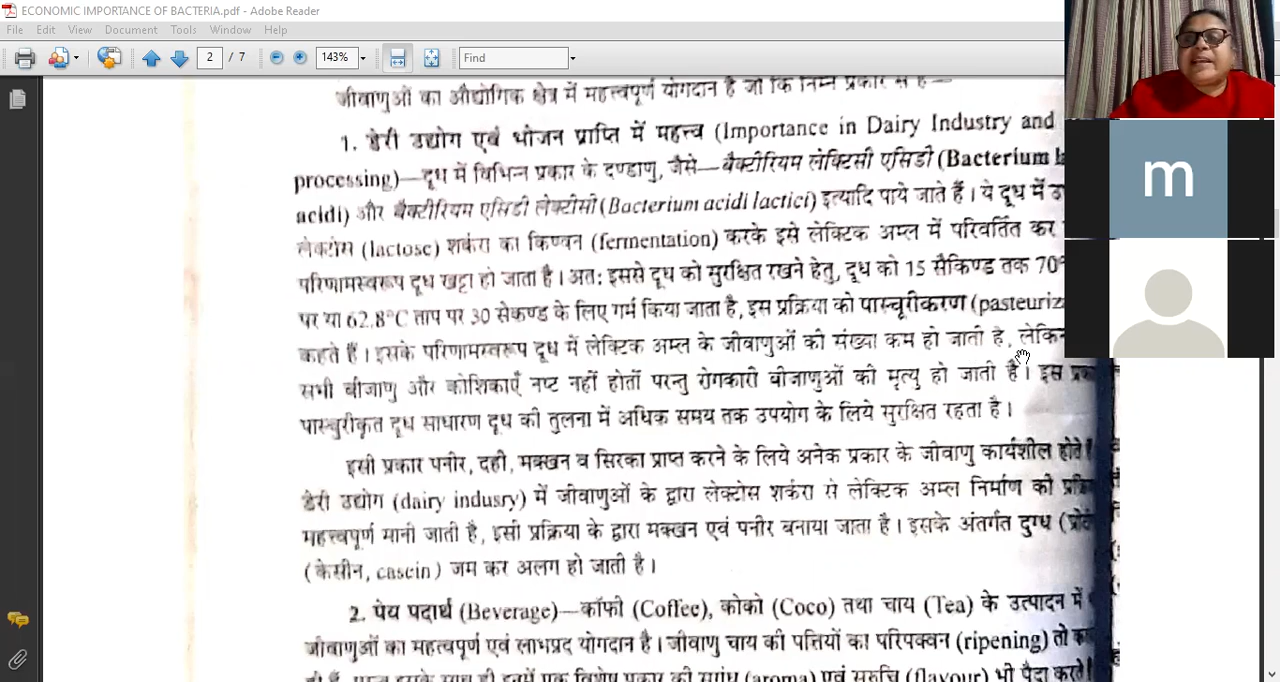 ECONOMIC IMPORTANCE OF BACTERIA.pdf - Adobe Reader
File Edit View Document Tools Window Help
2 / 7 143% Find
m
जीवाणुओं का औद्योगिक क्षेत्र में महत्त्वपूर्ण योगदान है जो कि निम्न प्रकार से है—
1. डेरी उद्योग एवं भोजन प्राप्ति में महत्त्व (Importance in Dairy Industry and
processing)—दूध में विभिन्न प्रकार के दण्डाणु, जैसे—बैक्टीरियम लेक्टिसी एसिडी (Bacterium
acidi) और बैक्टीरियम एसिडी लेक्टीसी (Bacterium acidi lactici) इत्यादि पाये जाते हैं। ये दूध में
लेक्टोस (lactose) शर्करा का किण्वन (fermentation) करके इसे लेक्टिक अम्ल में परिवर्तित कर
परिणामस्वरूप दूध खट्टा हो जाता है। अत: इससे दूध को सुरक्षित रखने हेतु, दूध को 15 सैकिण्ड तक 70°
पर या 62.8°C ताप पर 30 सेकण्ड के लिए गर्म किया जाता है, इस प्रक्रिया को पास्चूरीकरण (pasteuriz
कहते हैं। इसके परिणामस्वरूप दूध में लेक्टिक अम्ल के जीवाणुओं की संख्या कम हो जाती है, लेकिन
सभी बीजाणु और कोशिकाएँ नष्ट नहीं होतीं परन्तु रोगकारी बीजाणुओं की मृत्यु हो जाती है। इस
पास्चुरीकृत दूध साधारण दूध की तुलना में अधिक समय तक उपयोग के लिये सुरक्षित रहता है।
इसी प्रकार पनीर, दही, मक्खन व सिरका प्राप्त करने के लिये अनेक प्रकार के जीवाणु कार्यशील होते
डेरी उद्योग (dairy indusry) में जीवाणुओं के द्वारा लेक्टोस शर्करा से लेक्टिक अम्ल निर्माण की
महत्त्वपूर्ण मानी जाती है, इसी प्रक्रिया के द्वारा मक्खन एवं पनीर बनाया जाता है। इसके अंतर्गत दुग्ध
(केसीन, casein) जम कर अलग हो जाती है।
2. पेय पदार्थ (Beverage)—कॉफी (Coffee), कोको (Coco) तथा चाय (Tea) के उत्पादन में
जीवाणुओं का महत्वपूर्ण एवं लाभप्रद योगदान है। जीवाणु चाय की पत्तियों का परिपक्वन (ripening) तो
इनमें एक विशेष प्रकार की सुगंध (aroma) एवं सुरुचि (flavour) भी पैदा करते